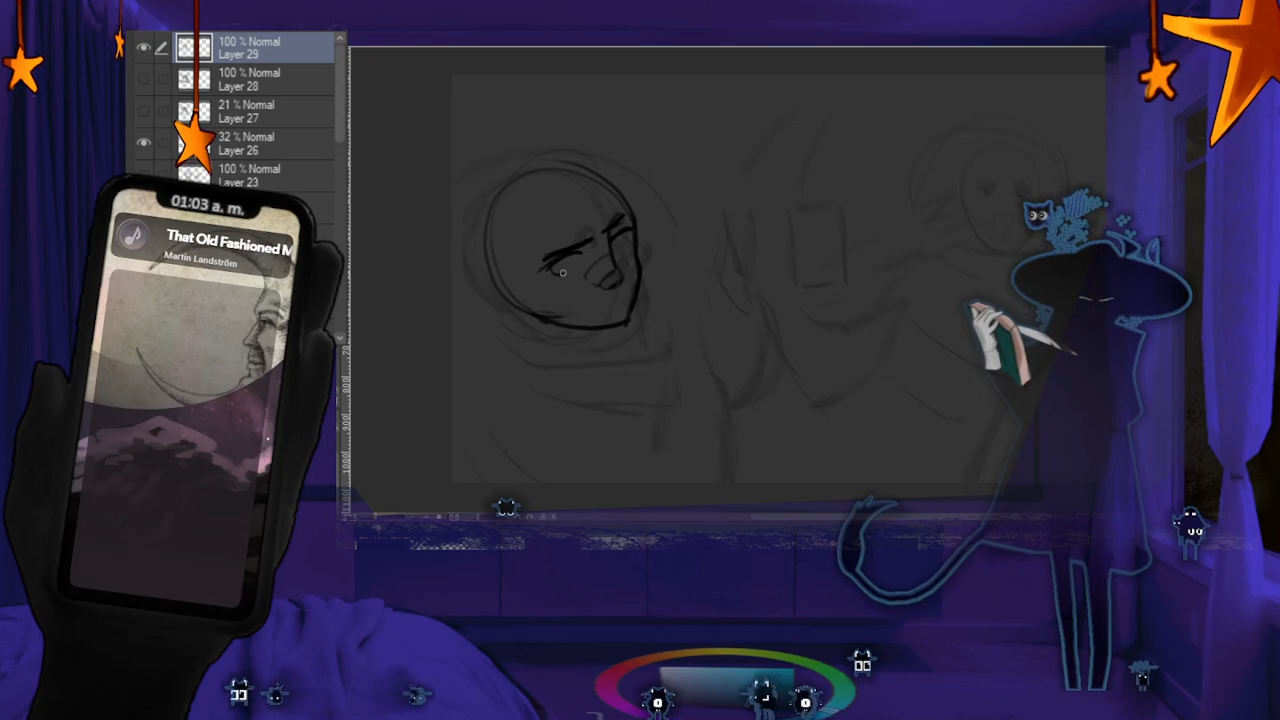 100 % Normal
Layer 29
100 % Normal
Layer 28
21 % Normal
Layer 27
32 % Normal
Layer 26
100 % Normal
Layer 23
01:03 a. m.
That Old Fashioned M
Martin Landström